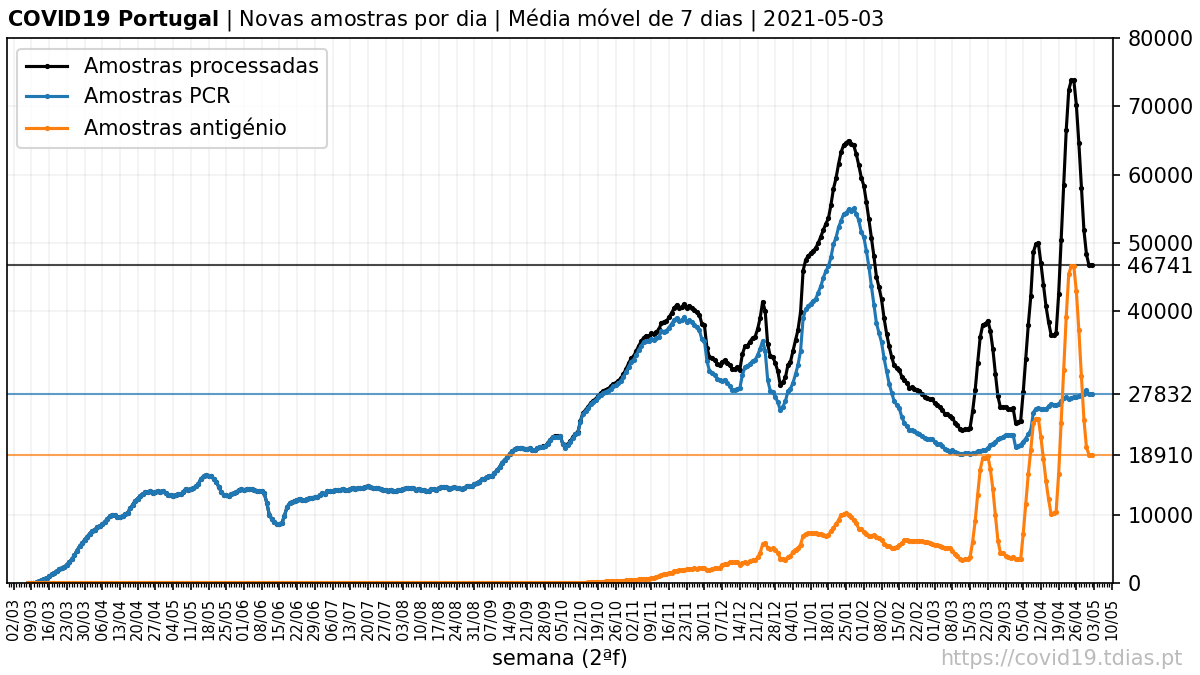 COVID19 Portugal | Novas amostras por dia | Média móvel de 7 dias | 2021-05-03
Amostras processadas
Amostras PCR
Amostras antigénio
80000
70000
60000
50000
46741
40000
27832
18910
10000
0
02/03 09/03 16/03 23/03 30/03 06/04 13/04 20/04 27/04 04/05 11/05 18/05 25/05 01/06 08/06 15/06 22/06 29/06 06/07 13/07 20/07 27/07 03/08 10/08 17/08 24/08 31/08 07/09 14/09 21/09 28/09 05/10 12/10 19/10 26/10 02/11 09/11 16/11 23/11 30/11 07/12 14/12 21/12 28/12 04/01 11/01 18/01 25/01 01/02 08/02 15/02 22/02 01/03 08/03 15/03 22/03 29/03 05/04 12/04 19/04 26/04 03/05 10/05
semana (2ªf)
https://covid19.tdias.pt